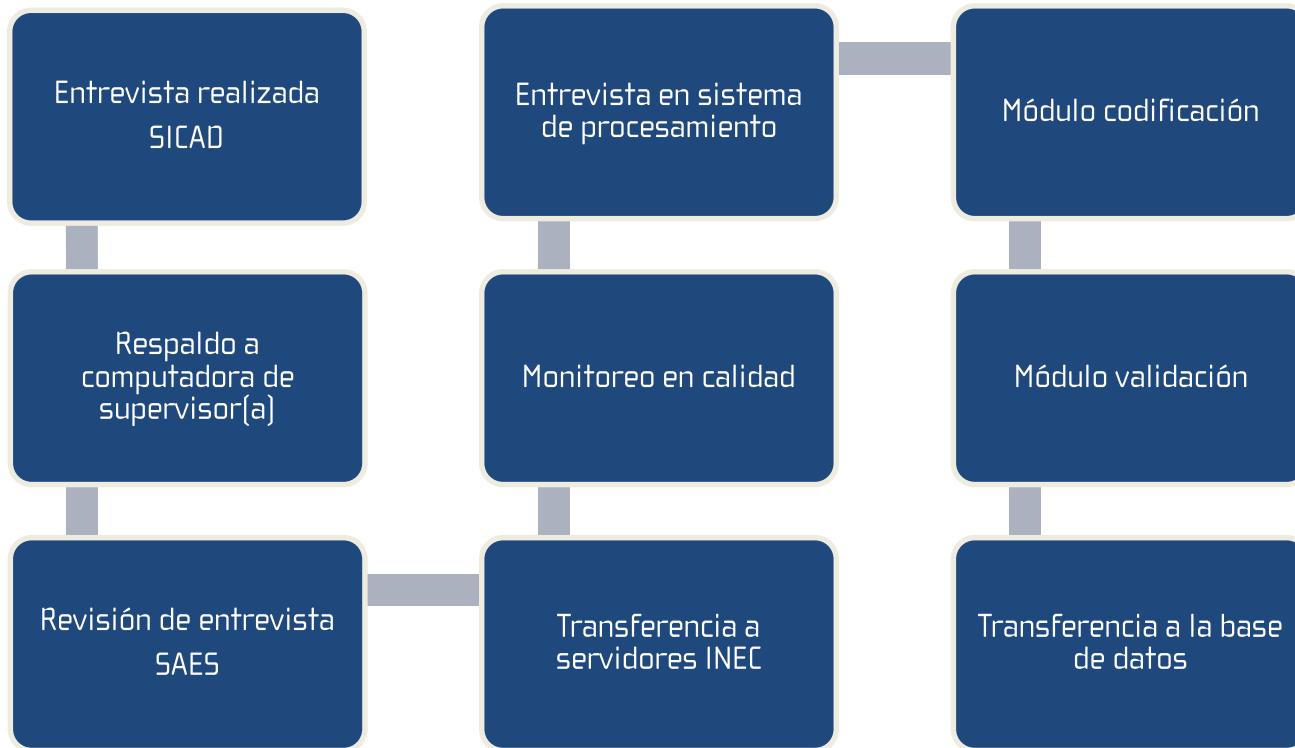 Entrevista realizada
SICAD
Respaldo a
computadora de
supervisor(a)
Revisión de entrevista
SAES
Transferencia a
servidores INEC
Monitoreo en calidad
Entrevista en sistema
de procesamiento
Módulo codificación
Módulo validación
Transferencia a la base
de datos